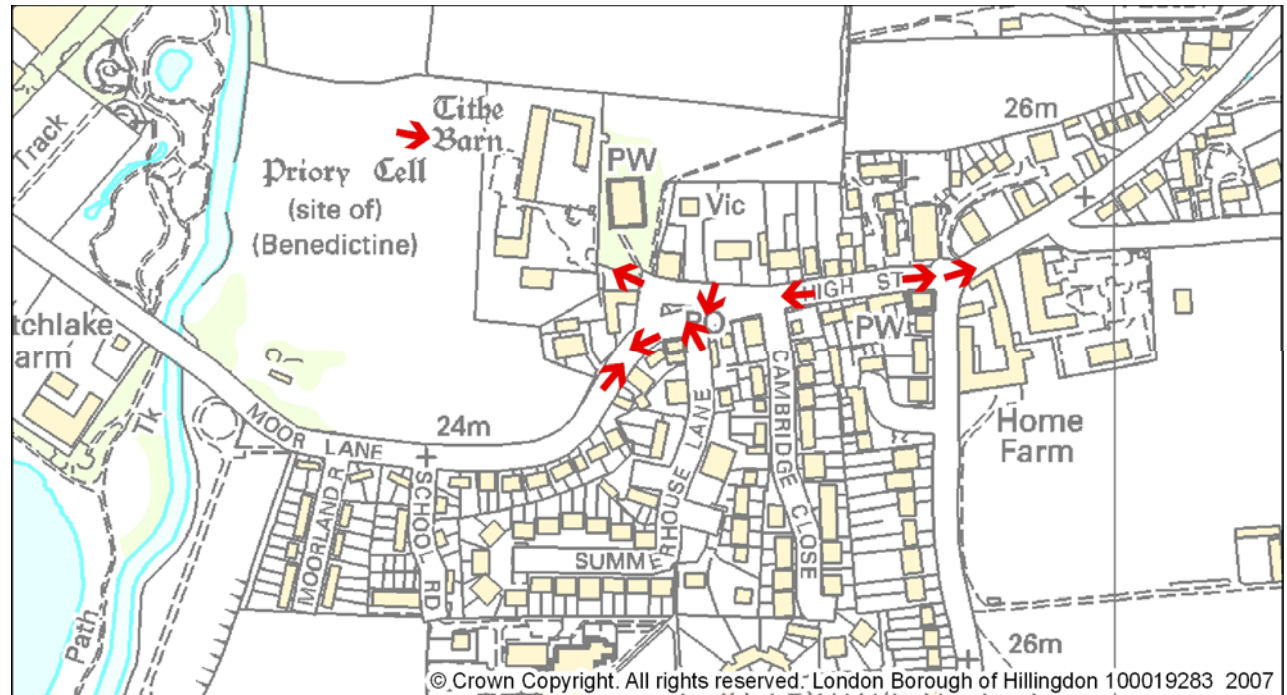 Tithe
Barn
Priory Cell
(site of)
(Benedictine)
Track
PW
Vic
26m
HIGH ST
PO
PW
tchlake
arm
Tk
MOOR LANE
24m
Home
Farm
MOORLAND R
SCHOOL RD
SUMMERHOUSE LANE
CAMBRIDGE CLOSE
Path
26m
© Crown Copyright. All rights reserved. London Borough of Hillingdon 100019283 2007